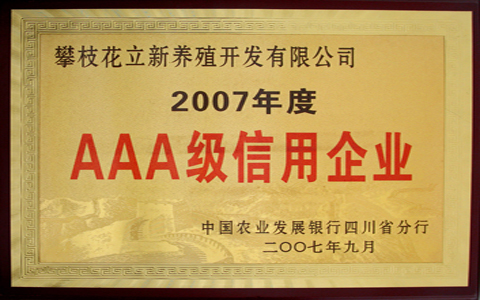 攀枝花立新养殖开发有限公司
2007年度
AAA级信用企业
中国农业发展银行四川省分行
二〇〇七年九月